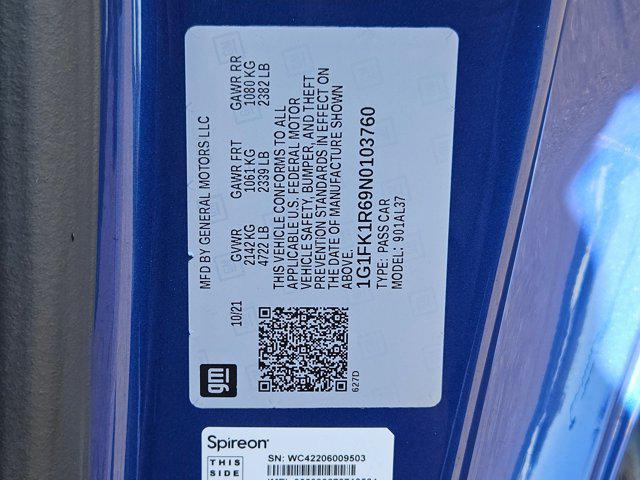 MFD BY GENERAL MOTORS LLC
10/21
GVWR
2142KG
4722 LB
GAWR FRT
1061 KG
2339 LB
GAWR RR
1080 KG
2382 LB
THIS VEHICLE CONFORMS TO ALL
APPLICABLE U.S. FEDERAL MOTOR
VEHICLE SAFETY, BUMPER, AND THEFT
PREVENTION STANDARDS IN EFFECT ON
THE DATE OF MANUFACTURE SHOWN
ABOVE.
1G1FK1R69N0103760
TYPE: PASS CAR
MODEL: 901AL37
gm
627D
Spireon
SN: WC42206009503
THIS
SIDE